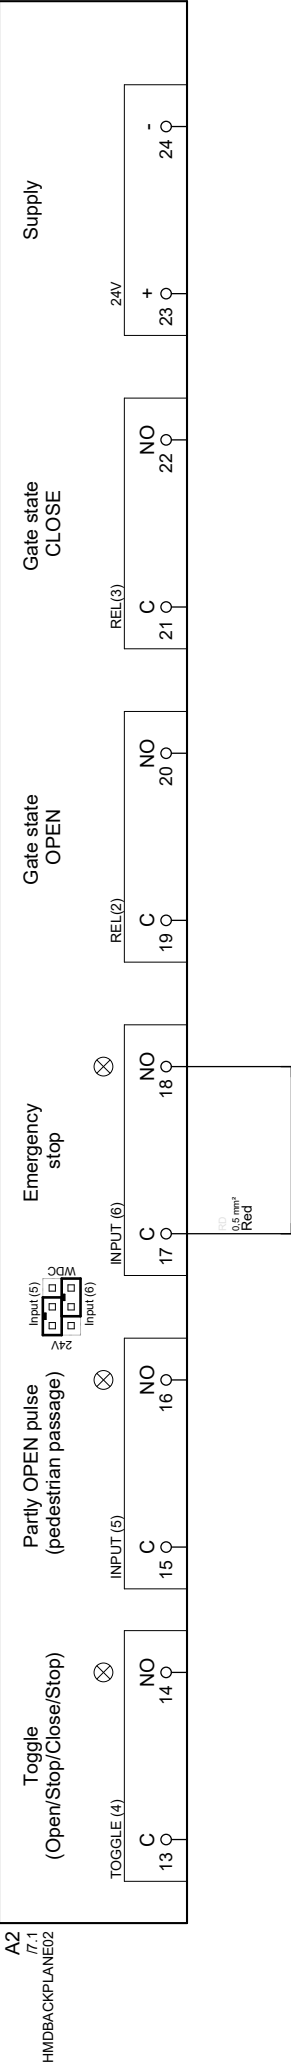 A2
/7.1
HMDBACKPLANE02
Toggle
(Open/Stop/Close/Stop)
TOGGLE (4)
C
NO
13
14
Partly OPEN pulse
(pedestrian passage)
INPUT (5)
C
NO
15
16
Input (5)
24V
WDC
Input (6)
Emergency
stop
INPUT (6)
C
NO
17
18
RD
0,5 mm²
Red
Gate state
OPEN
REL(2)
C
NO
19
20
Gate state
CLOSE
REL(3)
C
NO
21
22
Supply
24V
+
-
23
24